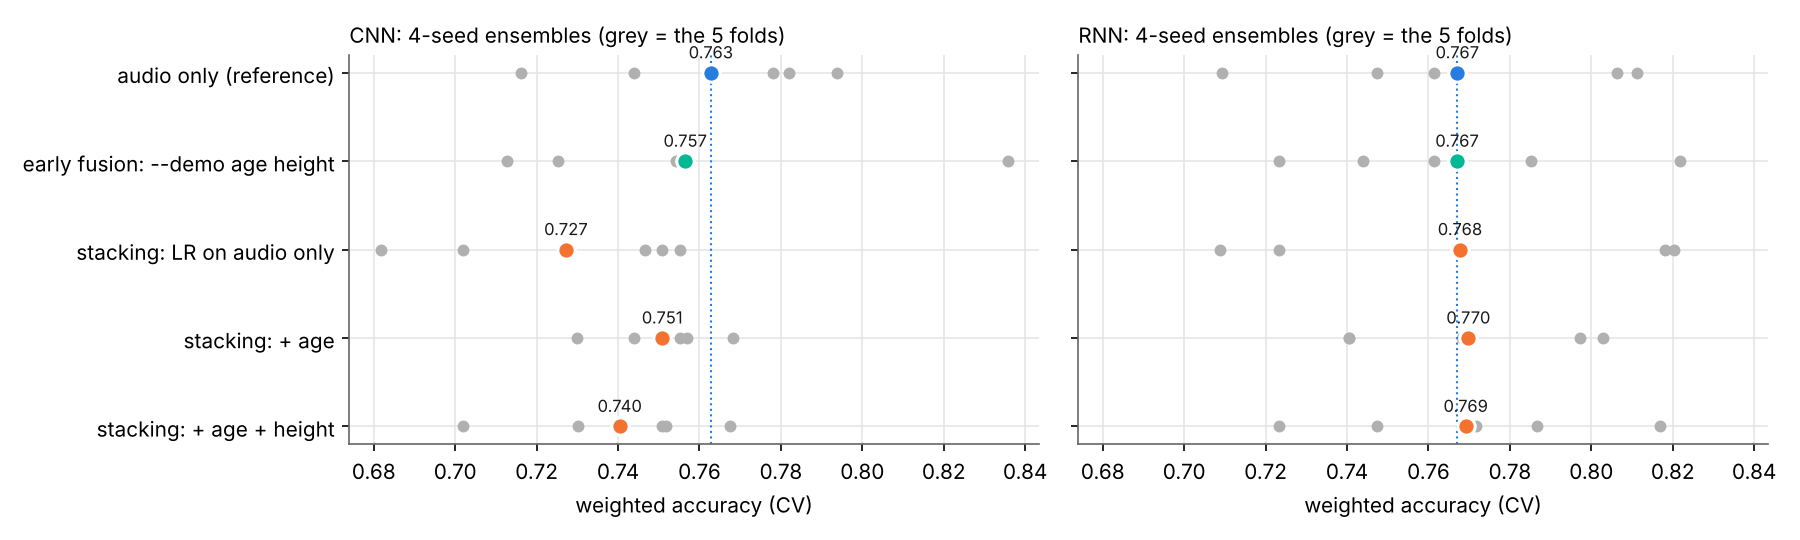 CNN: 4-seed ensembles (grey = the 5 folds)
audio only (reference)
early fusion: --demo age height
stacking: LR on audio only
stacking: + age
stacking: + age + height
0.763
0.757
0.727
0.751
0.740
0.68 0.70 0.72 0.74 0.76 0.78 0.80 0.82 0.84
weighted accuracy (CV)
RNN: 4-seed ensembles (grey = the 5 folds)
0.767
0.767
0.768
0.770
0.769
0.68 0.70 0.72 0.74 0.76 0.78 0.80 0.82 0.84
weighted accuracy (CV)